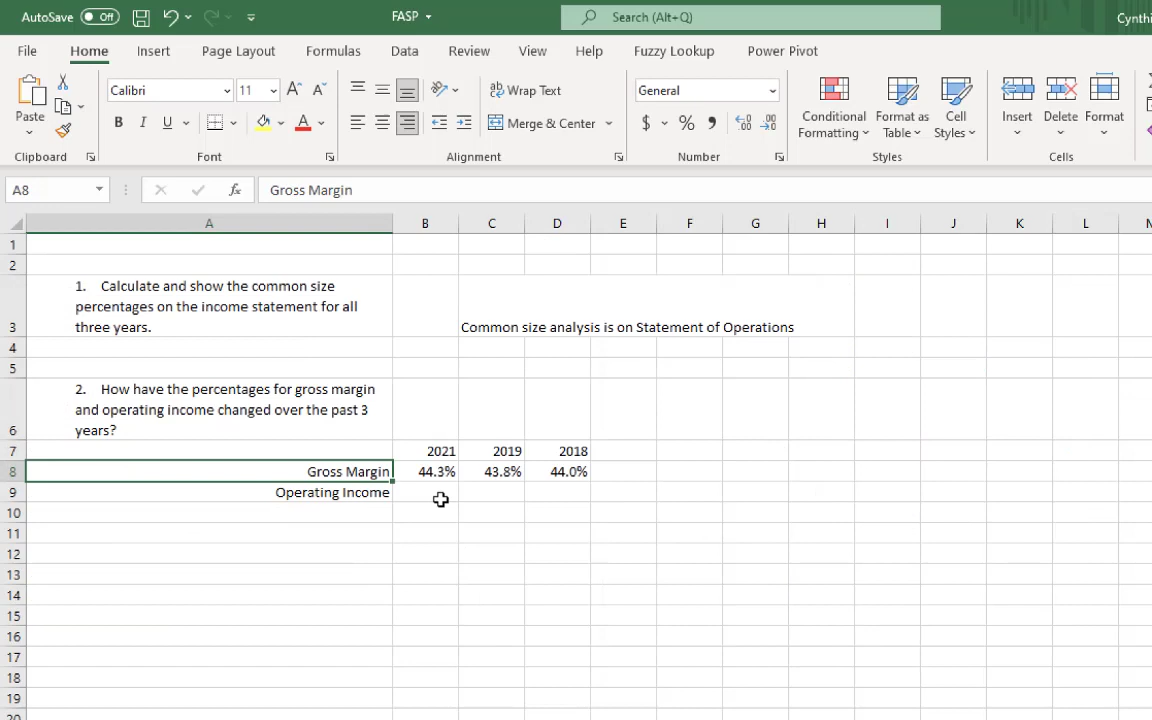 AutoSave Off FASP Search (Alt+Q) Cynthi
File Home Insert Page Layout Formulas Data Review View Help Fuzzy Lookup Power Pivot
Calibri 11 Wrap Text General
Paste Conditional Format as Cell Insert Delete Format
B I U A Merge & Center $ % Formatting Table Styles
Clipboard Font Alignment Number Styles Cells
A8 fx Gross Margin
A B C D E F G H I J K L
1
2
1. Calculate and show the common size
percentages on the income statement for all
3 three years. Common size analysis is on Statement of Operations
4
5
2. How have the percentages for gross margin
and operating income changed over the past 3
6 years?
7 2021 2019 2018
8 Gross Margin 44.3% 43.8% 44.0%
9 Operating Income
10
11
12
13
14
15
16
17
18
19
20